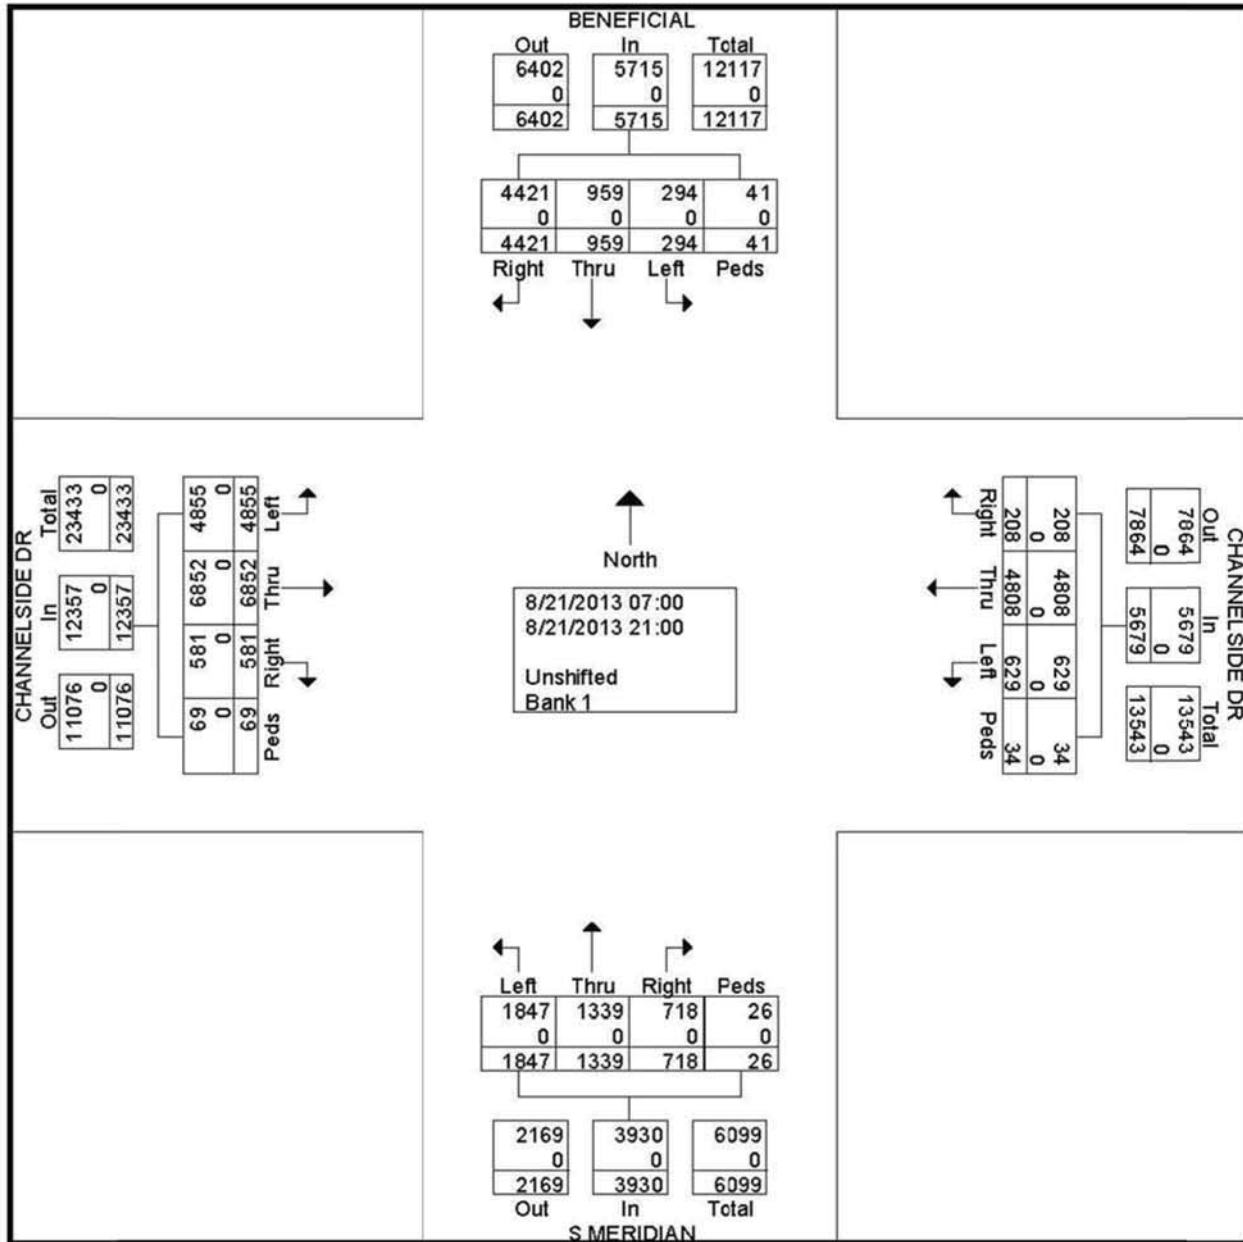 BENEFICIAL
Out In Total
6402 5715 12117
0 0 0
6402 5715 12117
4421 959 294 41
0 0 0 0
4421 959 294 41
Right Thru Left Peds
CHANNELSIDE DR
Total In Out
23433 12357 11076
0 0 0
23433 12357 11076
4855 6852 581 69
0 0 0 0
4855 6852 581 69
Left Thru Right Peds
North
8/21/2013 07:00
8/21/2013 21:00
Unshifted
Bank 1
CHANNELSIDE DR
Out In Total
7864 5679 13543
0 0 0
7864 5679 13543
208 4808 629 34
0 0 0 0
208 4808 629 34
Right Thru Left Peds
Left Thru Right Peds
1847 1339 718 26
0 0 0 0
1847 1339 718 26
2169 3930 6099
0 0 0
2169 3930 6099
Out In Total
S MERIDIAN